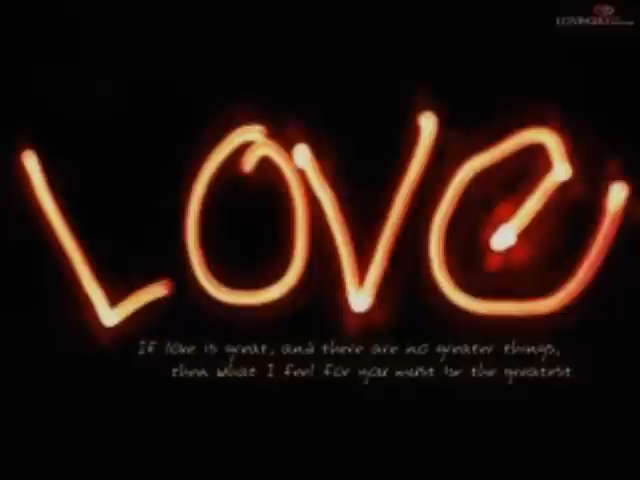 LOVe
If love is great, and there are no greater things,
then what I feel for you must be the greatest